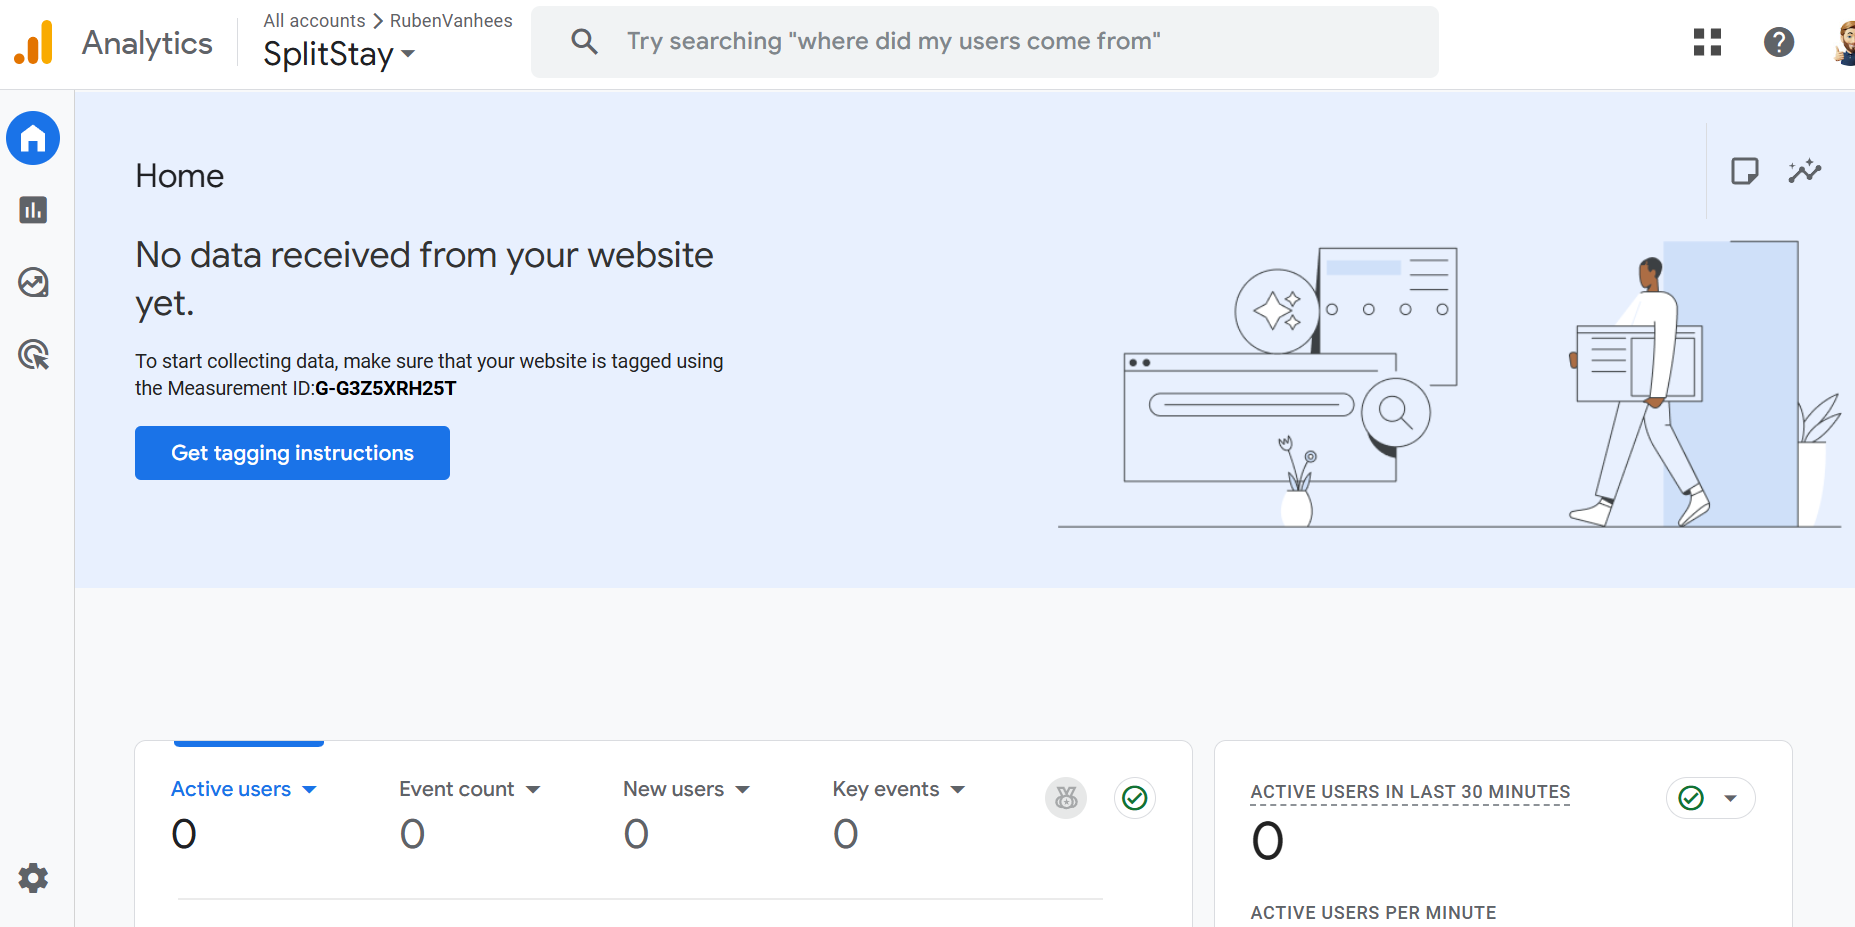 Analytics
All accounts > RubenVanhees
SplitStay
Try searching "where did my users come from"
Home
No data received from your website
yet.
To start collecting data, make sure that your website is tagged using
the Measurement ID:G-G3Z5XRH25T
Get tagging instructions
Active users
0
Event count
0
New users
0
Key events
0
ACTIVE USERS IN LAST 30 MINUTES
0
ACTIVE USERS PER MINUTE